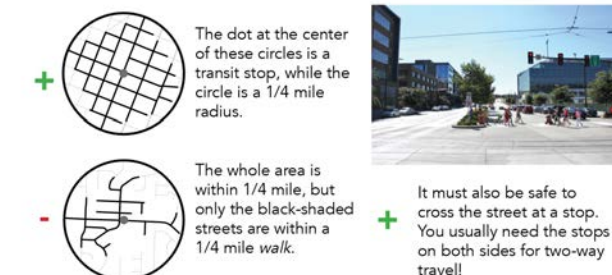 The dot at the center
of these circles is a
transit stop, while the
circle is a 1/4 mile
radius.
The whole area is
within 1/4 mile, but
only the black-shaded
streets are within a
1/4 mile walk.
It must also be safe to
cross the street at a stop.
You usually need the stops
on both sides for two-way
travel!